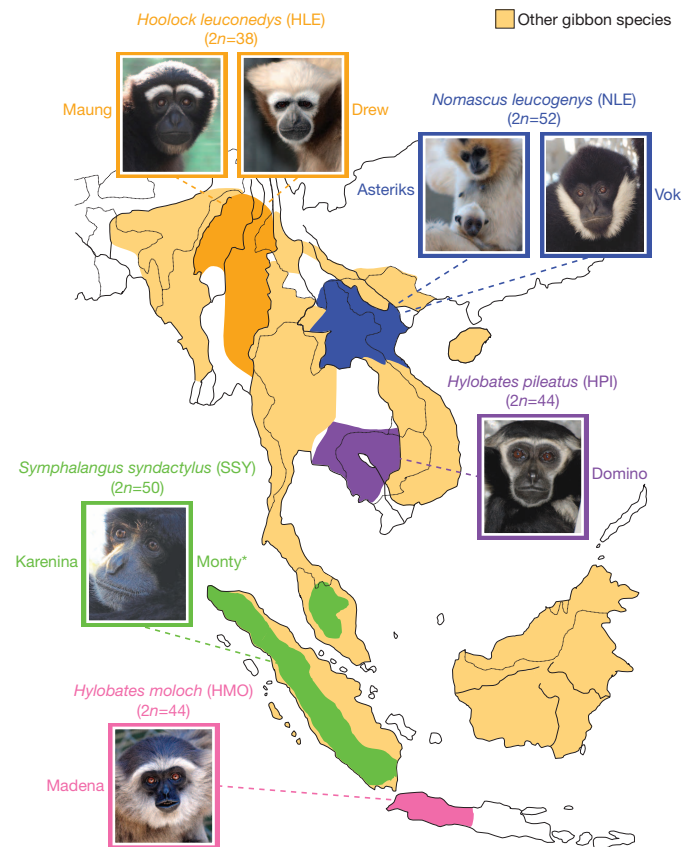 Hoolock leuconedys (HLE)
(2n=38)
Other gibbon species
Maung
Drew
Nomascus leucogenys (NLE)
(2n=52)
Asteriks
Vok
Hylobates pileatus (HPI)
(2n=44)
Domino
Symphalangus syndactylus (SSY)
(2n=50)
Karenina
Monty*
Hylobates moloch (HMO)
(2n=44)
Madena